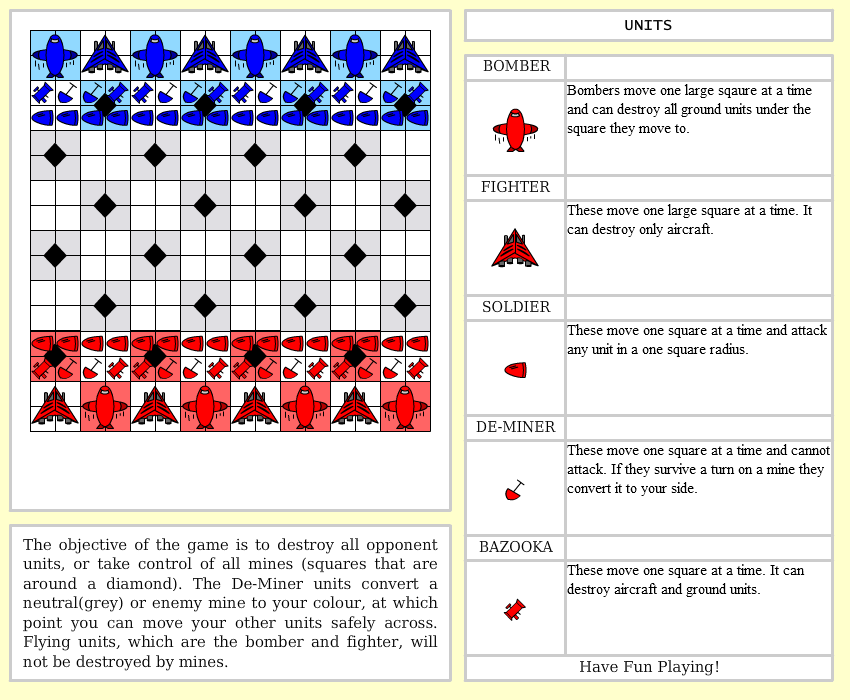 UNITS
BOMBER
Bombers move one large sqaure at a time
and can destroy all ground units under the
square they move to.
FIGHTER
These move one large square at a time. It
can destroy only aircraft.
SOLDIER
These move one square at a time and attack
any unit in a one square radius.
DE-MINER
These move one square at a time and cannot
attack. If they survive a turn on a mine they
convert it to your side.
BAZOOKA
These move one square at a time. It can
destroy aircraft and ground units.
Have Fun Playing!
The objective of the game is to destroy all opponent
units, or take control of all mines (squares that are
around a diamond). The De-Miner units convert a
neutral(grey) or enemy mine to your colour, at which
point you can move your other units safely across.
Flying units, which are the bomber and fighter, will
not be destroyed by mines.